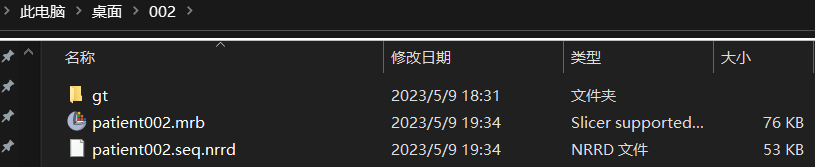 此电脑 > 桌面 > 002 >
名称 修改日期 类型 大小
gt 2023/5/9 18:31 文件夹
patient002.mrb 2023/5/9 19:34 Slicer supported... 76 KB
patient002.seq.nrrd 2023/5/9 19:34 NRRD 文件 53 KB